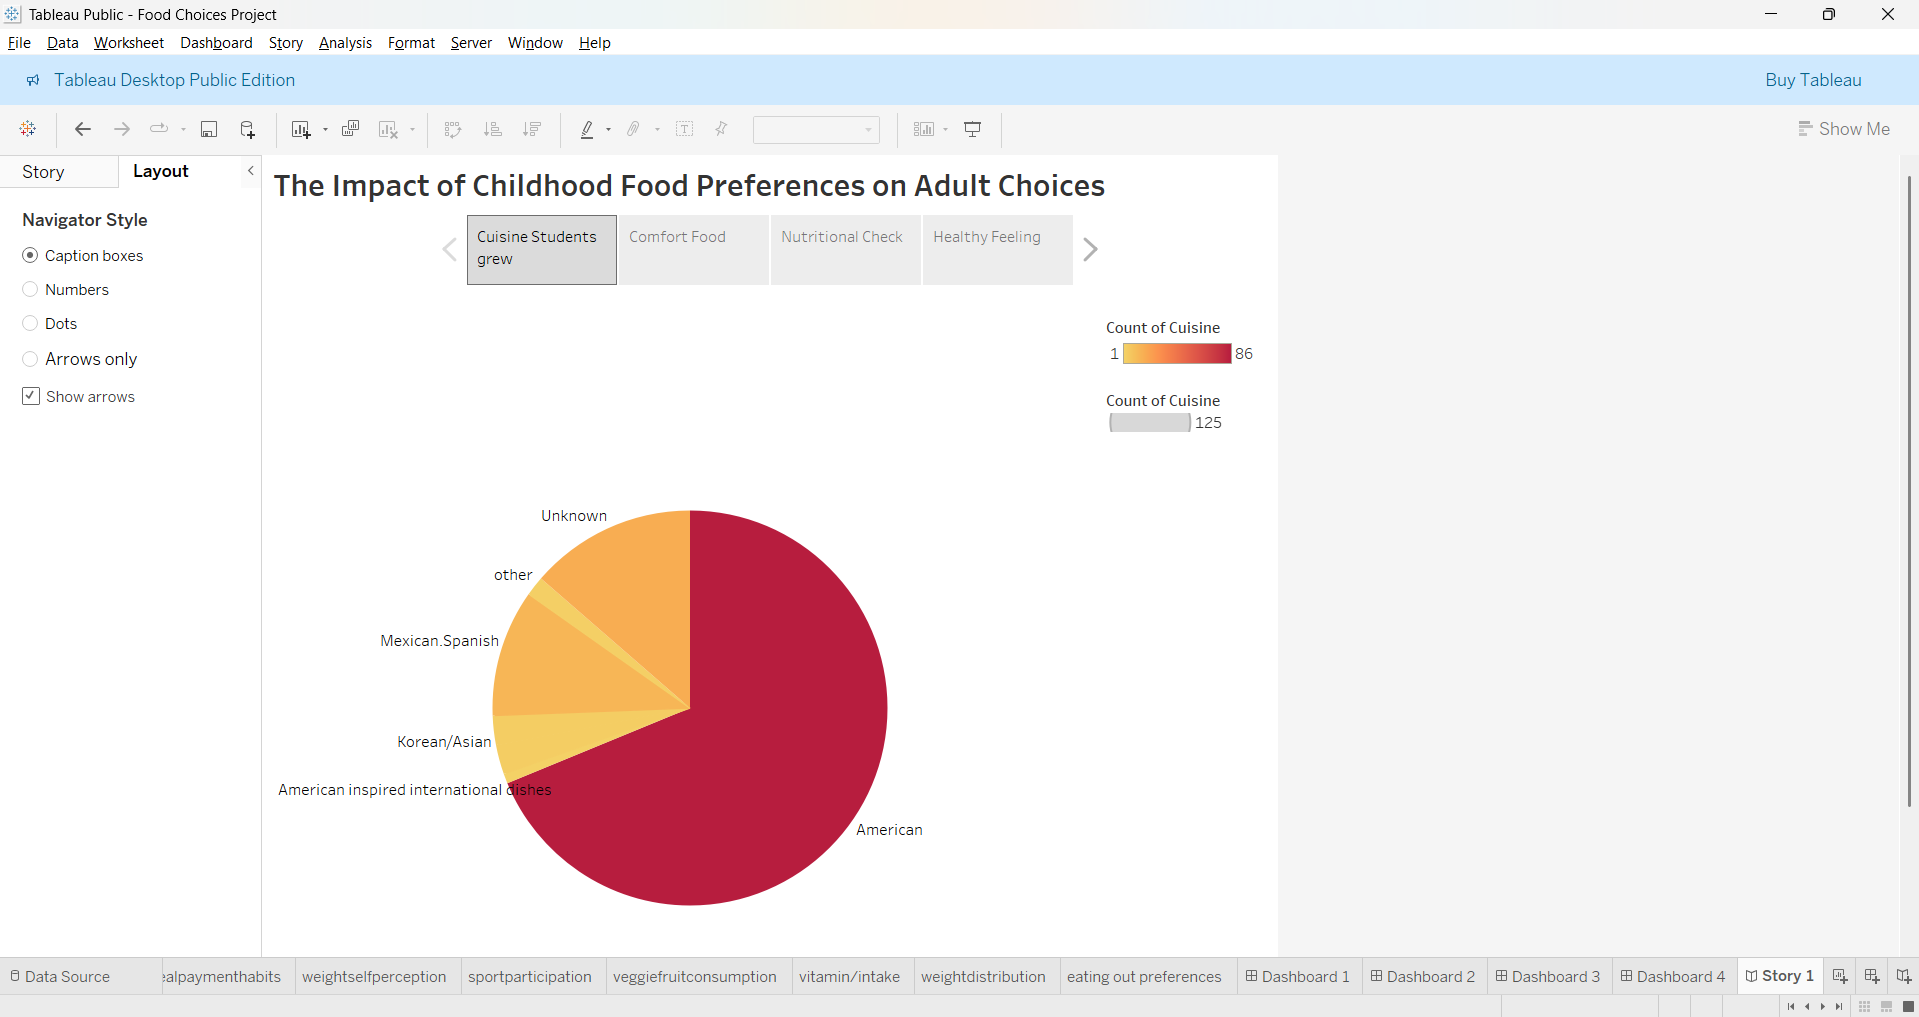 Tableau Public - Food Choices Project
File Data Worksheet Dashboard Story Analysis Format Server Window Help
Tableau Desktop Public Edition
Buy Tableau
Show Me
Story
Layout
Navigator Style
Caption boxes
Numbers
Dots
Arrows only
Show arrows
The Impact of Childhood Food Preferences on Adult Choices
Cuisine Students
grew
Comfort Food
Nutritional Check
Healthy Feeling
Count of Cuisine
1
86
Count of Cuisine
125
Unknown
other
Mexican.Spanish
Korean/Asian
American inspired international dishes
American
Data Source
ealpaymenthabits
weightselfperception
sportparticipation
veggiefruitconsumption
vitamin/intake
weightdistribution
eating out preferences
Dashboard 1
Dashboard 2
Dashboard 3
Dashboard 4
Story 1